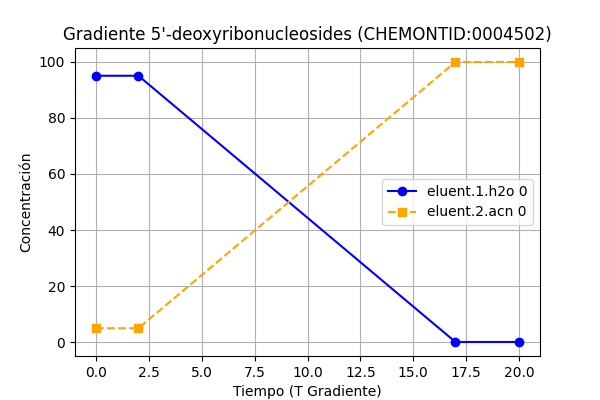 Gradiente 5'-deoxyribonucleosides (CHEMONTID:0004502)
100
80
60
40
20
0
Concentración
eluent.1.h2o 0
eluent.2.acn 0
0.0 2.5 5.0 7.5 10.0 12.5 15.0 17.5 20.0
Tiempo (T Gradiente)